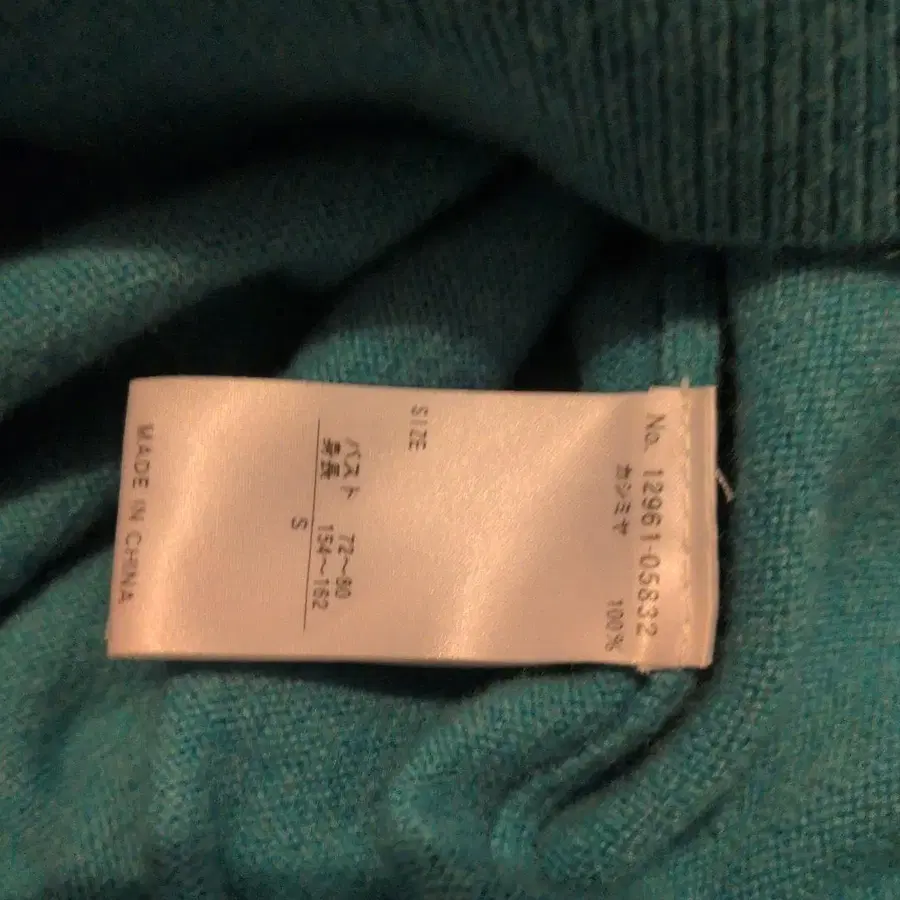 No. 12961-05832
カシミヤ 100%
SIZE
バスト 72〜80
身長 154〜162
S
MADE IN CHINA